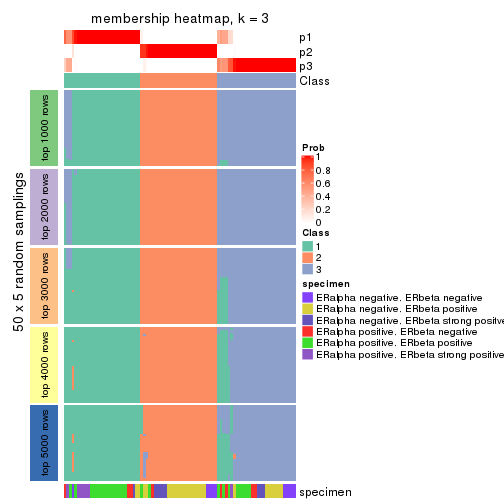 membership heatmap, k = 3
p1
p2
p3
Class
50 x 5 random samplings
top 1000 rows
top 2000 rows
top 3000 rows
top 4000 rows
top 5000 rows
specimen
Prob
1
0.8
0.6
0.4
0.2
0
Class
1
2
3
specimen
ERalpha negative. ERbeta negative
ERalpha negative. ERbeta positive
ERalpha negative. ERbeta strong positive
ERalpha positive. ERbeta negative
ERalpha positive. ERbeta positive
ERalpha positive. ERbeta strong positive